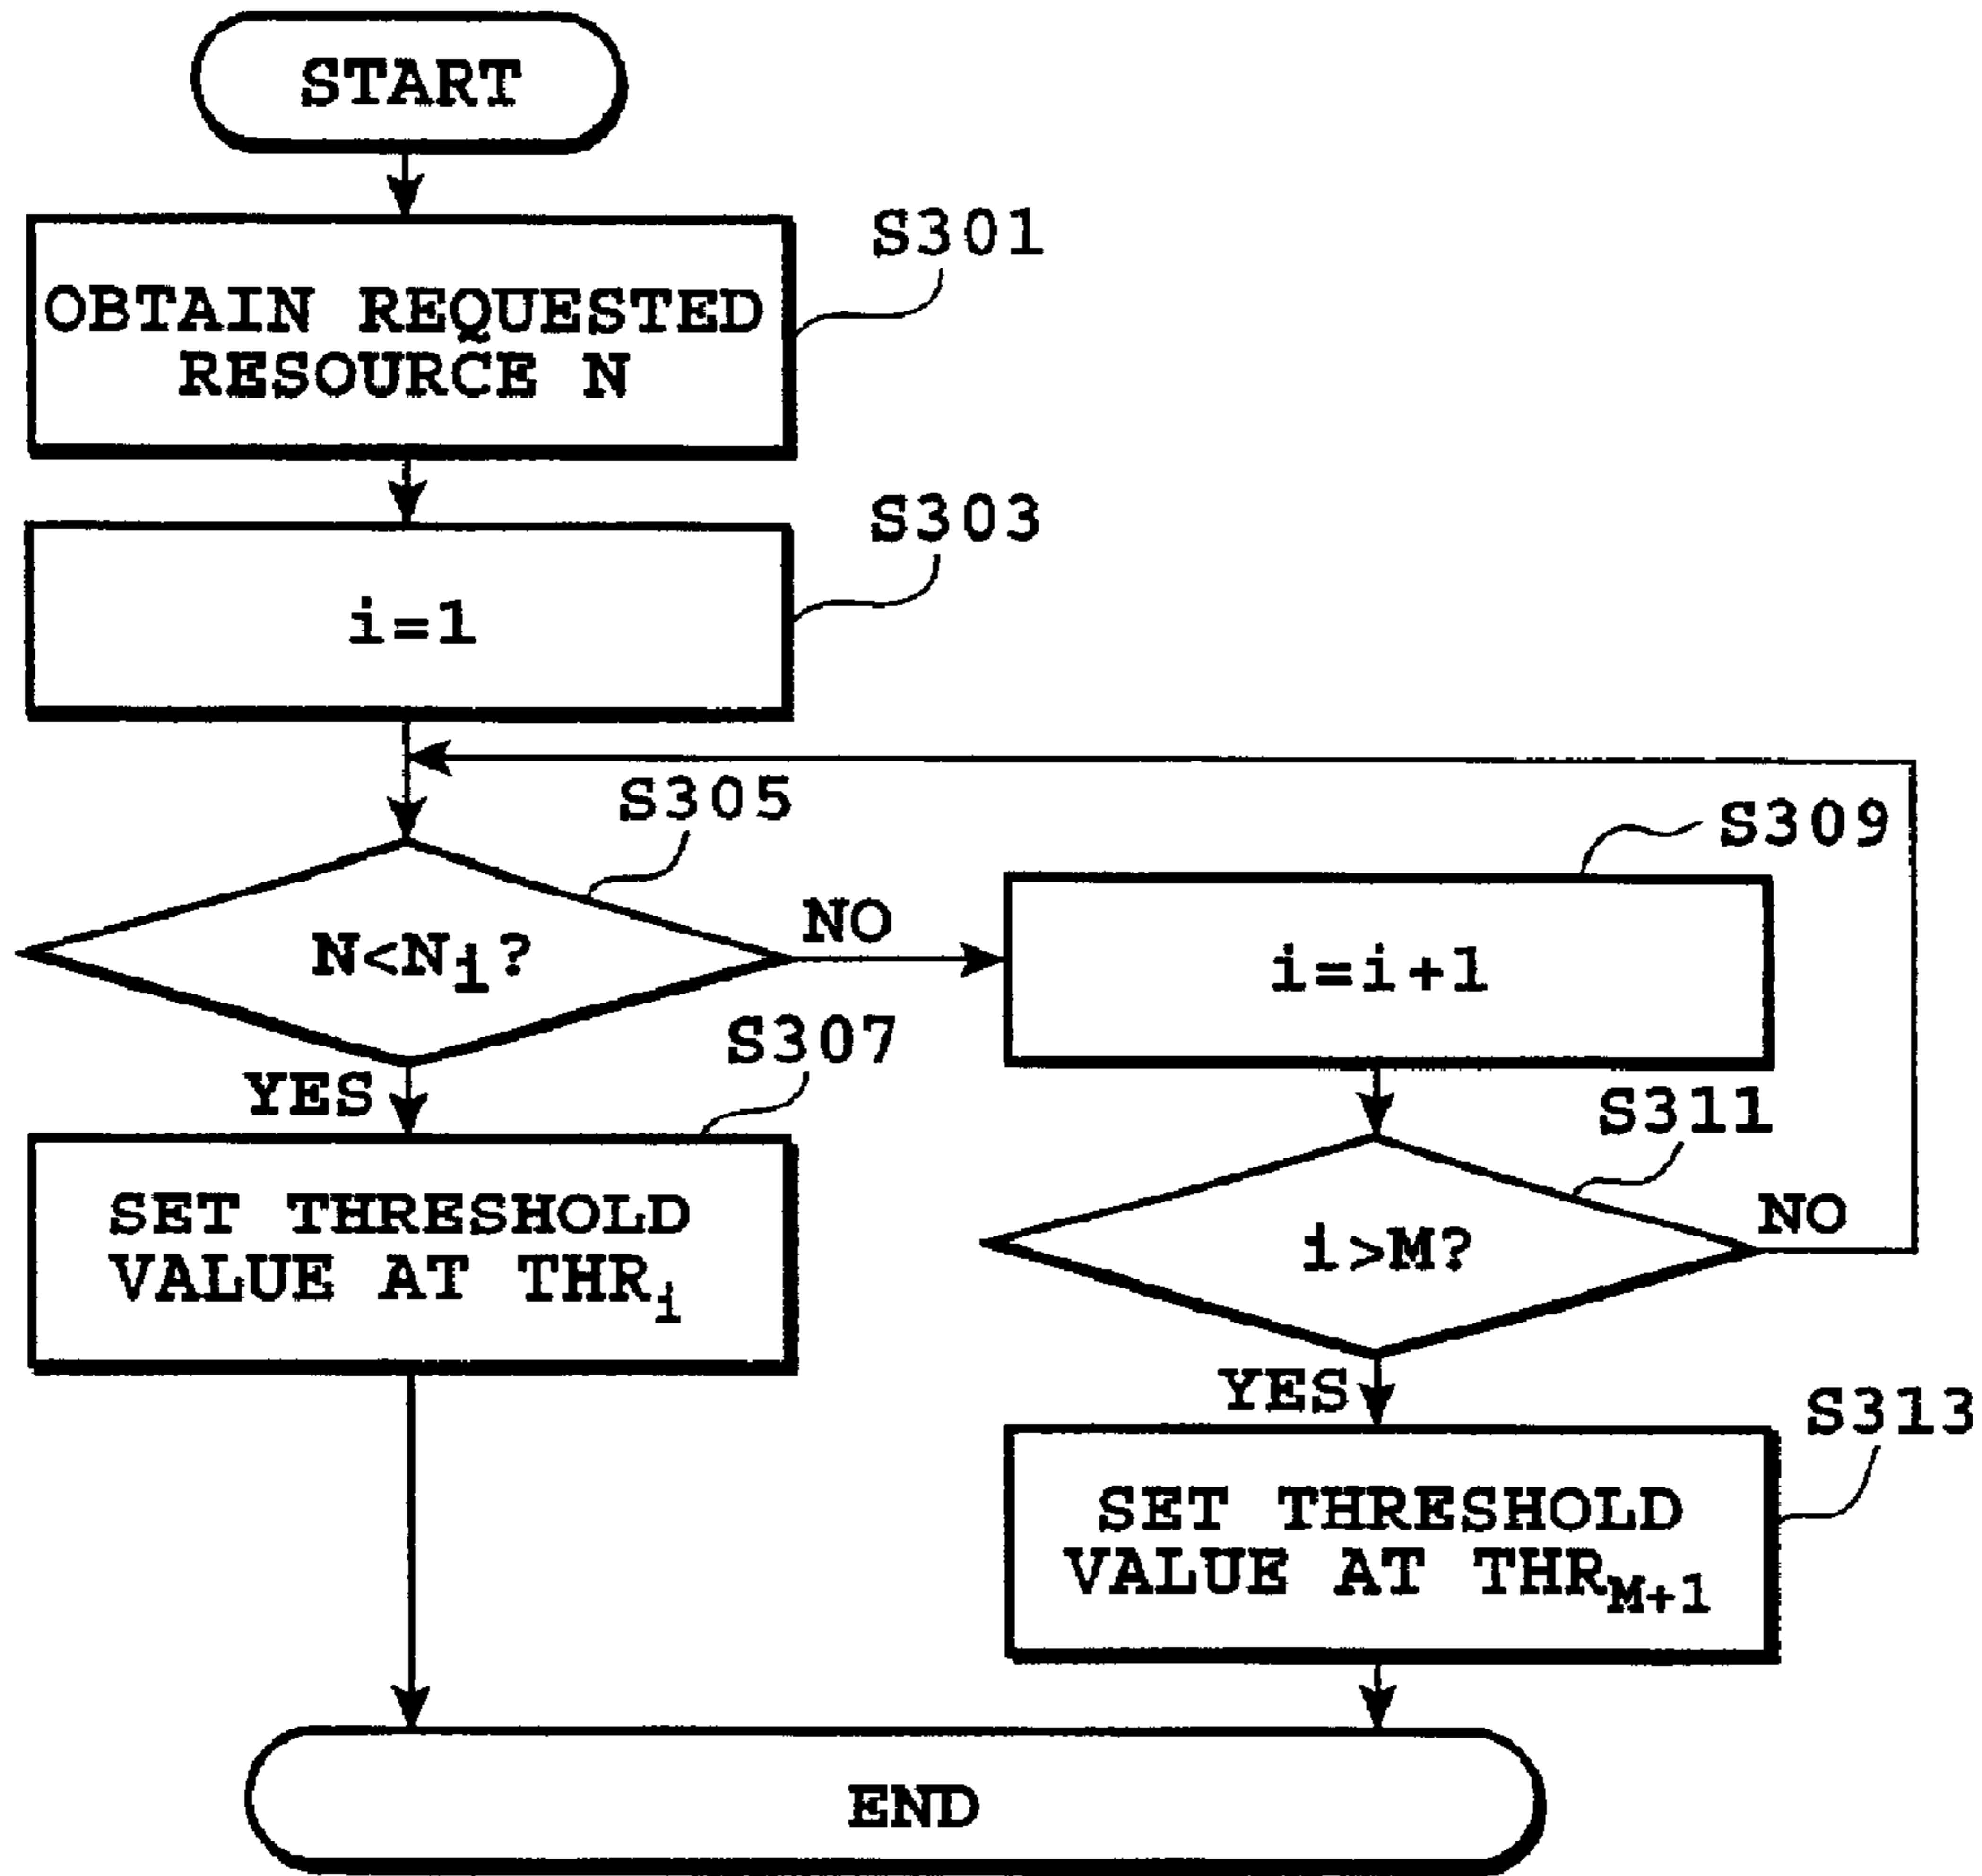 START
S301
OBTAIN REQUESTED
RESOURCE N
S303
i=1
S305
N<Ni?
NO
S309
i=i+1
YES
S307
SET THRESHOLD
VALUE AT THRi
S311
i>M?
NO
YES
S313
SET THRESHOLD
VALUE AT THRM+1
END